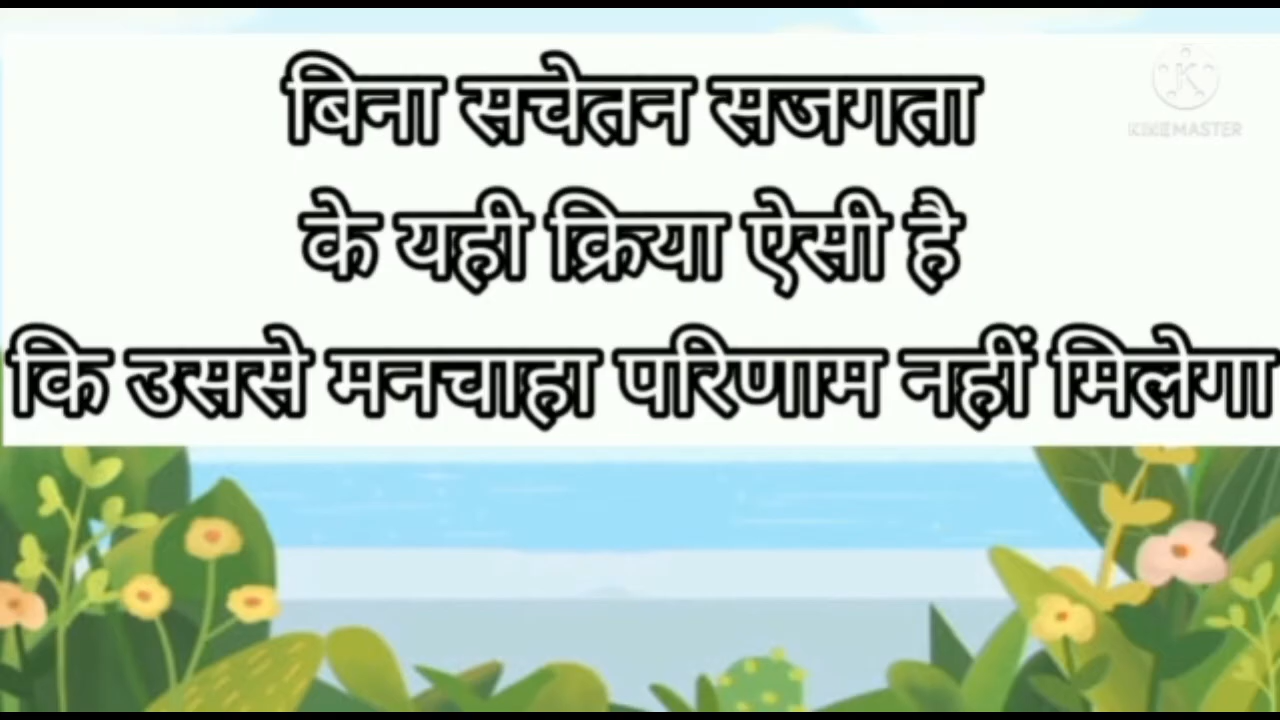 बिना सचेतन सजगता
के यही क्रिया ऐसी है
कि उससे मनचाहा परिणाम नहीं मिलेगा
KINEMASTER